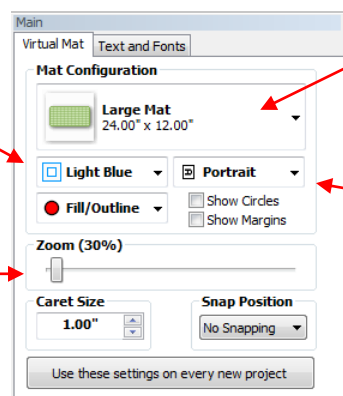 Main
Virtual Mat Text and Fonts
Mat Configuration
Large Mat
24.00" x 12.00"
Light Blue Portrait
Fill/Outline Show Circles
Show Margins
Zoom (30%)
Caret Size Snap Position
1.00" No Snapping
Use these settings on every new project